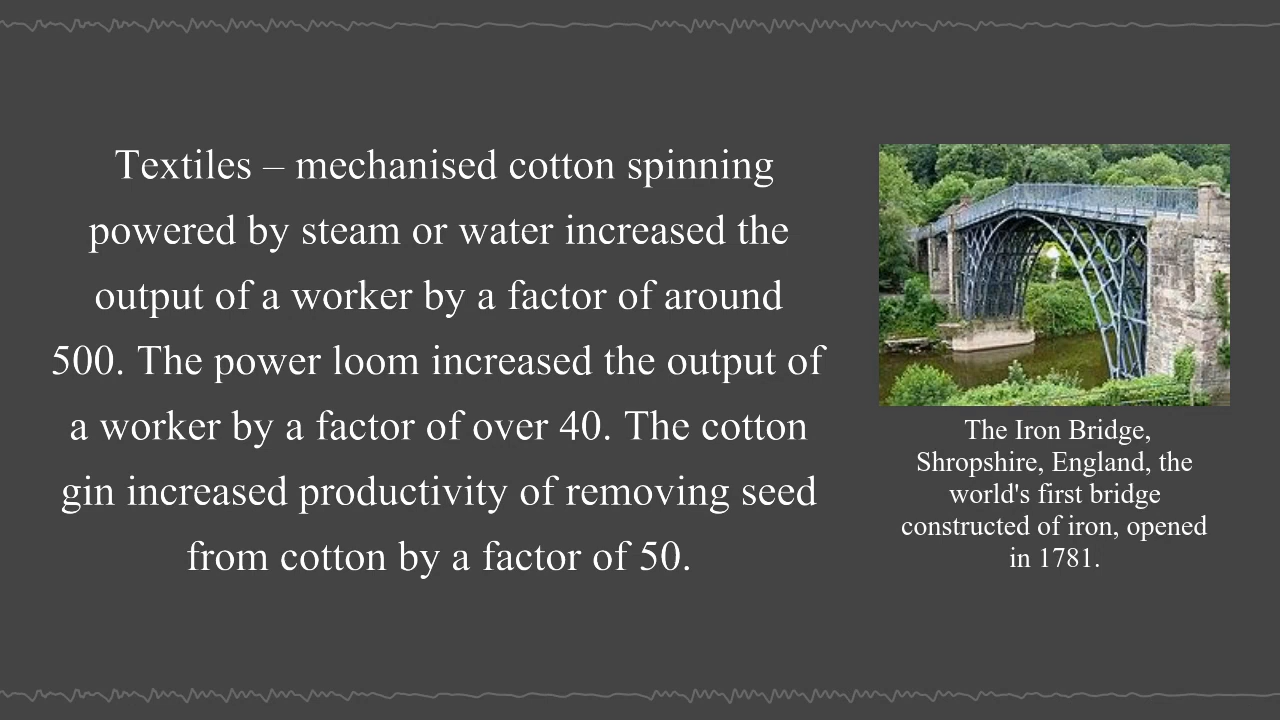 Textiles – mechanised cotton spinning
powered by steam or water increased the
output of a worker by a factor of around
500. The power loom increased the output of
a worker by a factor of over 40. The cotton
gin increased productivity of removing seed
from cotton by a factor of 50.
The Iron Bridge,
Shropshire, England, the
world's first bridge
constructed of iron, opened
in 1781.